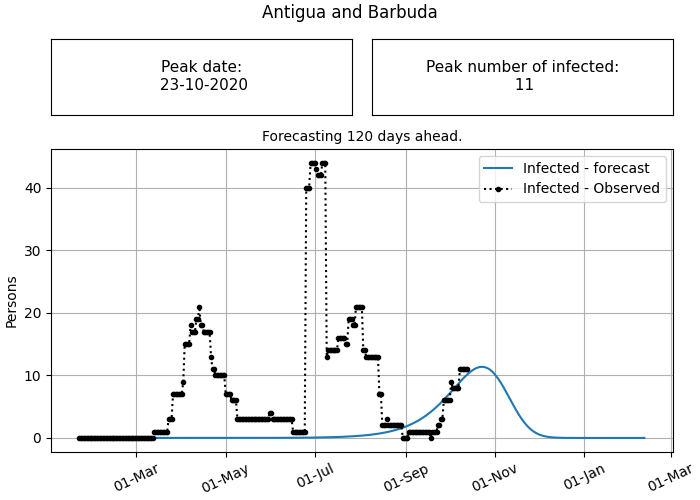 Antigua and Barbuda
Peak date:
23-10-2020
Peak number of infected:
11
Forecasting 120 days ahead.
Infected - forecast
Infected - Observed
Persons
40
30
20
10
0
01-Mar
01-May
01-Jul
01-Sep
01-Nov
01-Jan
01-Mar